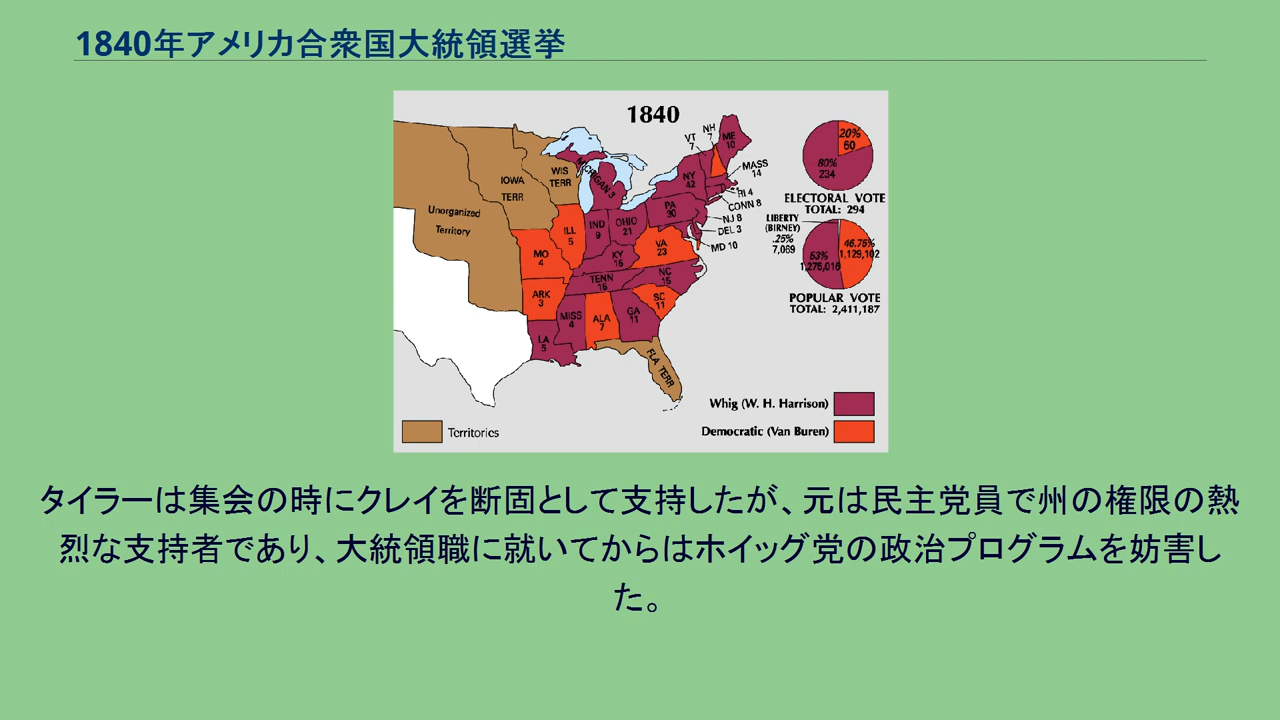 1840年アメリカ合衆国大統領選挙
1840
VT
7
NH
7
ME
10
MASS
14
RI 4
CONN 8
NJ 8
DEL 3
MD 10
NY
42
PA
30
MICHIGAN 3
WIS
TERR
IOWA
TERR
Unorganized
Territory
ILL
5
IND
9
OHIO
21
VA
23
KY
15
MO
4
TENN
15
NC
15
ARK
3
SC
11
MISS
4
ALA
7
GA
11
LA
5
FLA TERR
20%
60
80%
234
ELECTORAL VOTE
TOTAL: 294
LIBERTY
(BIRNEY)
.25%
7,069
46.75%
1,129,102
53%
1,275,016
POPULAR VOTE
TOTAL: 2,411,187
Whig (W. H. Harrison)
Democratic (Van Buren)
Territories
タイラーは集会の時にクレイを断固として支持したが、元は民主党員で州の権限の熱
烈な支持者であり、大統領職に就いてからはホイッグ党の政治プログラムを妨害し
た。